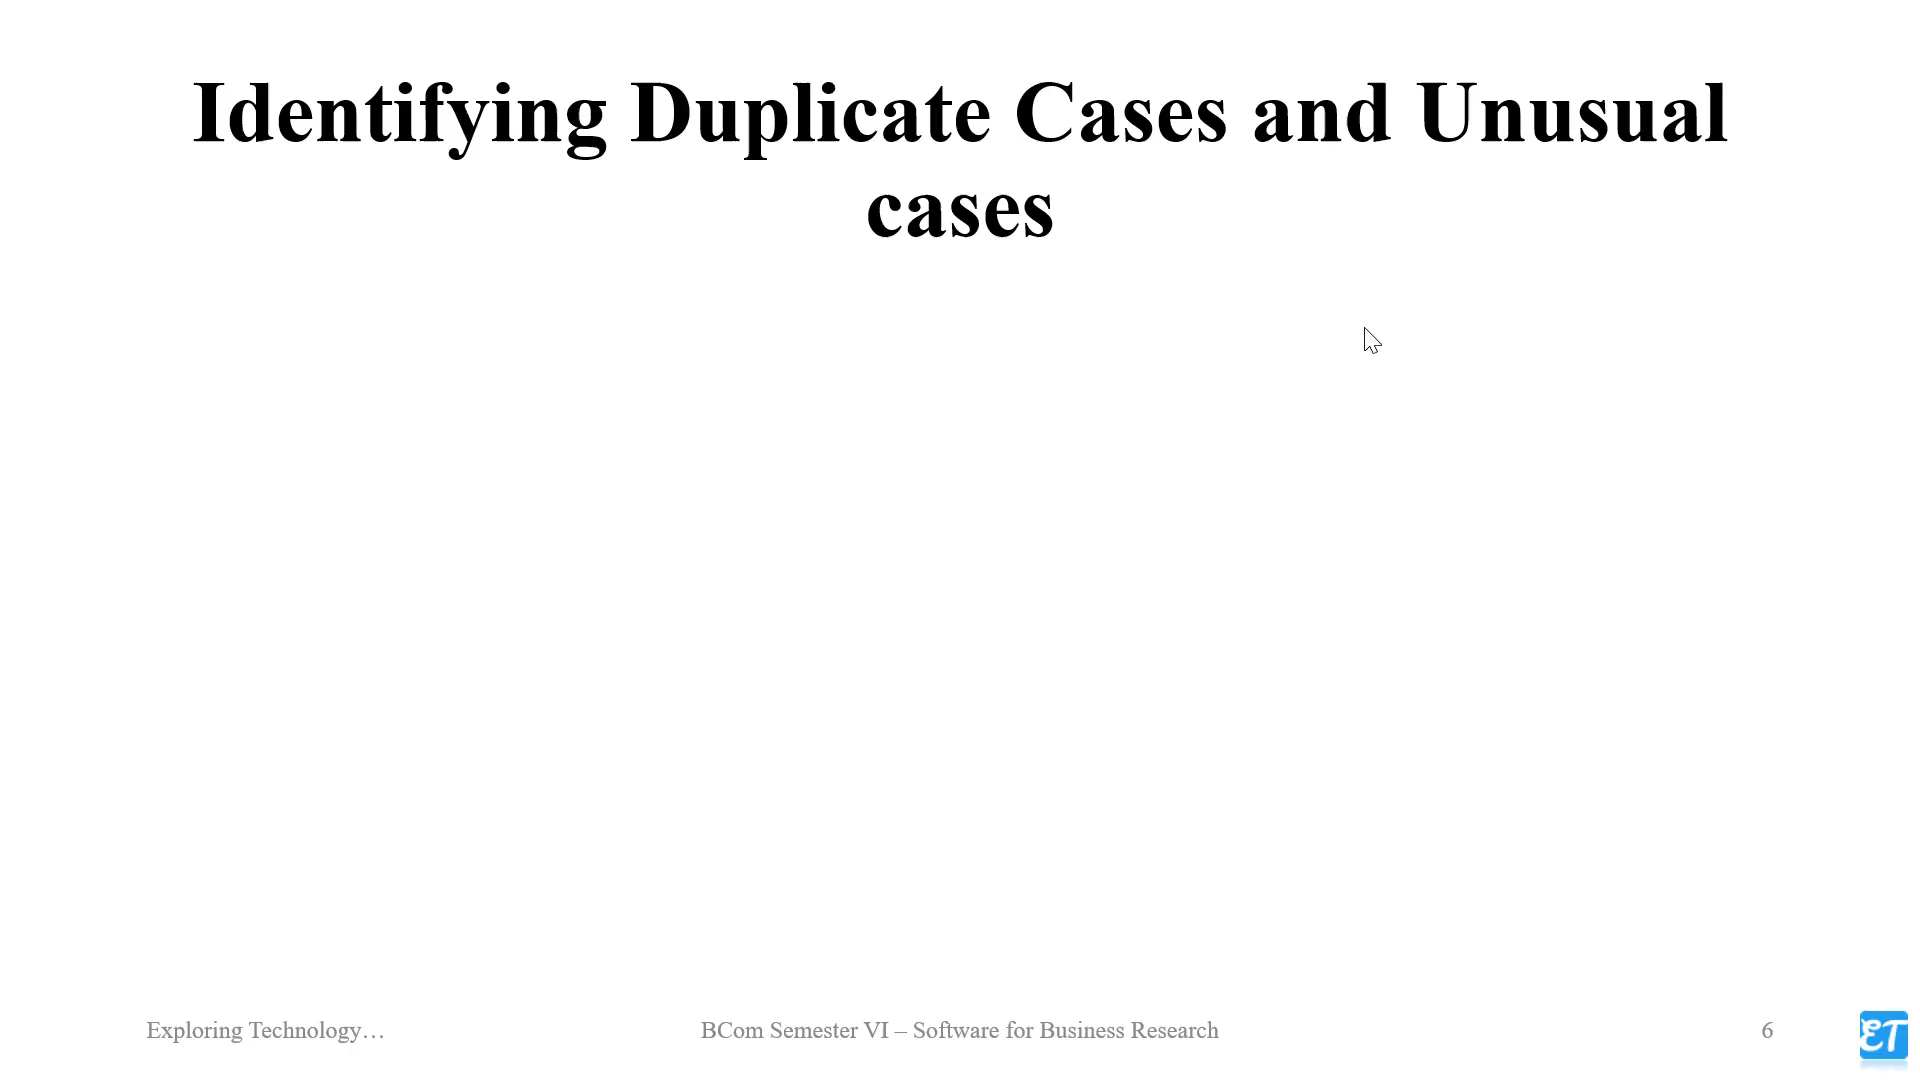 Identifying Duplicate Cases and Unusual
cases
Exploring Technology…
BCom Semester VI – Software for Business Research
6
ET